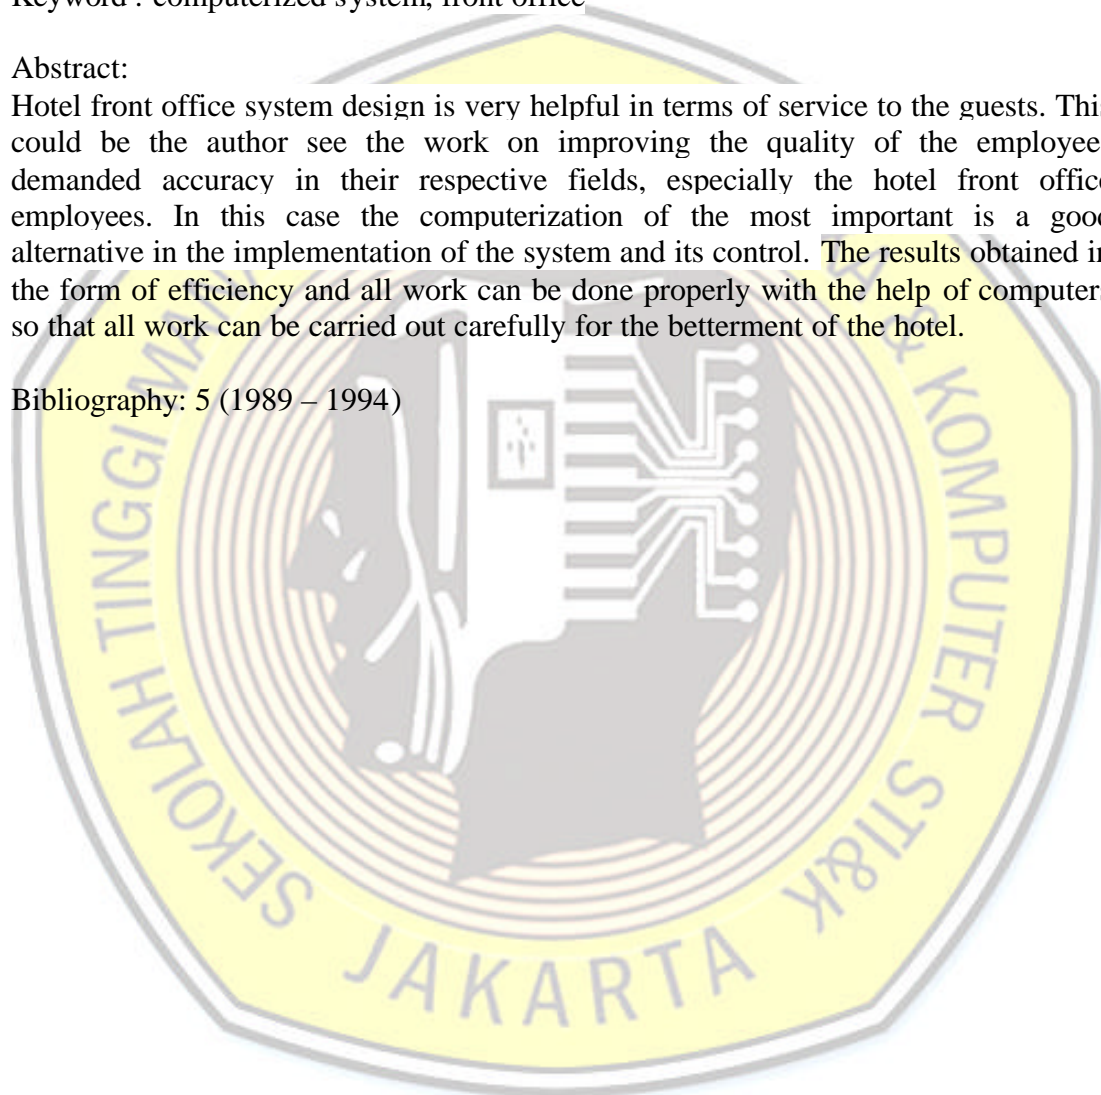 Keyword : computerized system, front office
Abstract:
Hotel front office system design is very helpful in terms of service to the guests. This
could be the author see the work on improving the quality of the employee
demanded accuracy in their respective fields, especially the hotel front office
employees. In this case the computerization of the most important is a good
alternative in the implementation of the system and its control. The results obtained in
the form of efficiency and all work can be done properly with the help of computers
so that all work can be carried out carefully for the betterment of the hotel.
Bibliography: 5 (1989 – 1994)
SEKOLAH TINGGI
& KOMPUTER STI&K
JAKARTA